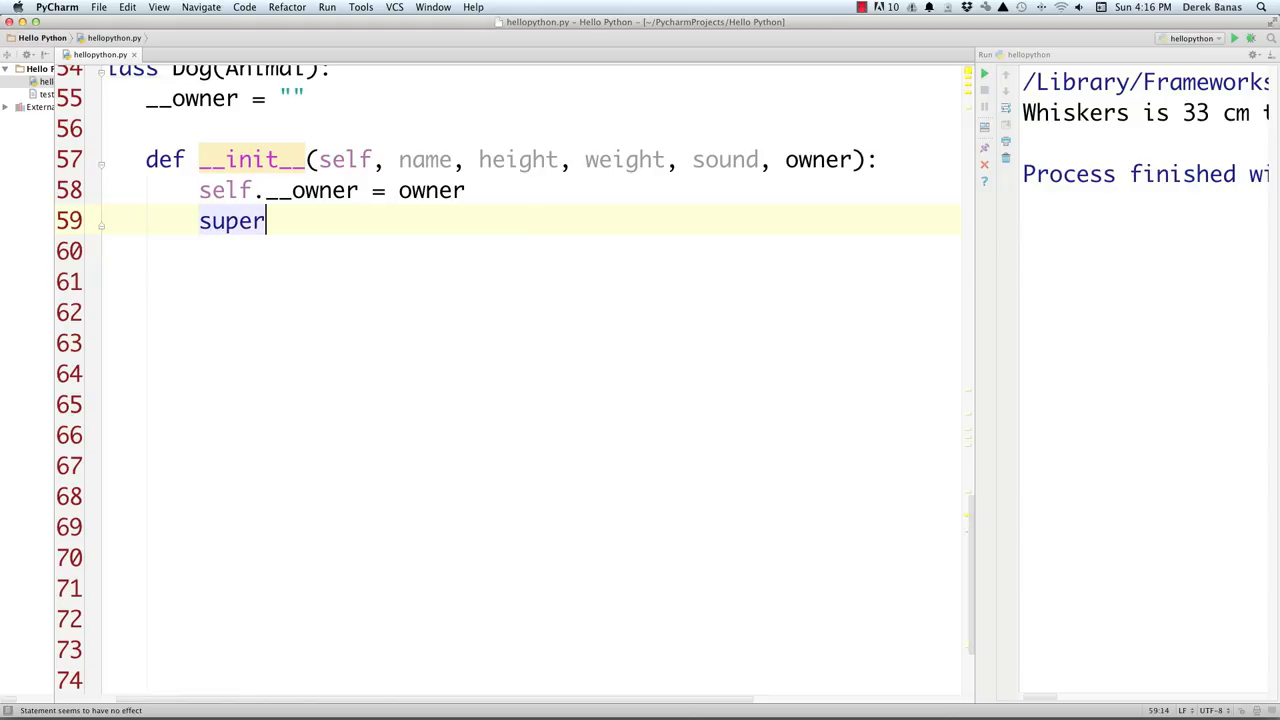 PyCharm File Edit View Navigate Code Refactor Run Tools VCS Window Help 10 Sun 4:16 PM Derek Banas
hellopython.py – Hello Python – [~/PycharmProjects/Hello Python]
Hello Python hellopython.py hellopython
hellopython.py Run hellopython
Hello F
hell
test
Externa
54 lass Dog(Animal):
55 __owner = ""
56
57 def __init__(self, name, height, weight, sound, owner):
58 self.__owner = owner
59 super
60
61
62
63
64
65
66
67
68
69
70
71
72
73
74
/Library/Frameworks
Whiskers is 33 cm t
Process finished wi
Statement seems to have no effect 59:14 LF UTF-8